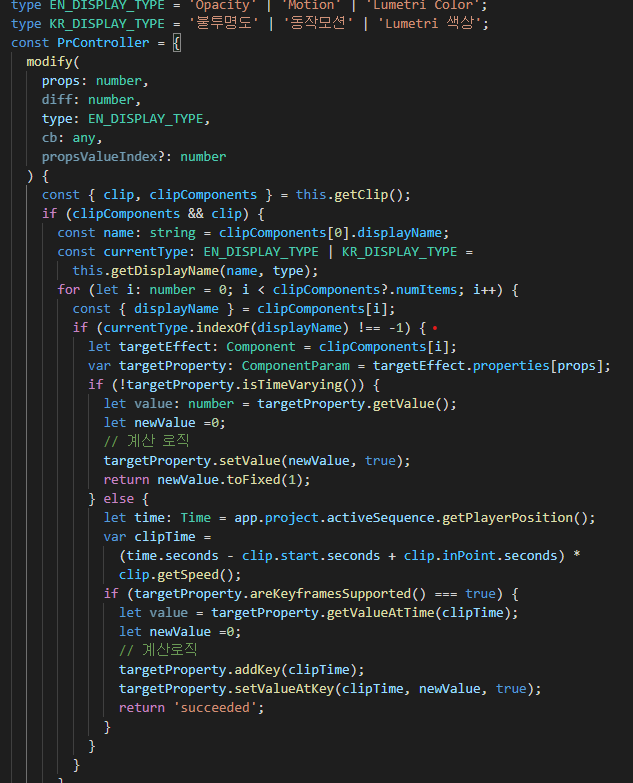 type EN_DISPLAY_TYPE = 'Opacity' | 'Motion' | 'Lumetri Color';
type KR_DISPLAY_TYPE = '불투명도' | '동작모션' | 'Lumetri 색상';
const PrController = {
  modify(
    props: number,
    diff: number,
    type: EN_DISPLAY_TYPE,
    cb: any,
    propsValueIndex?: number
  ) {
    const { clip, clipComponents } = this.getClip();
    if (clipComponents && clip) {
      const name: string = clipComponents[0].displayName;
      const currentType: EN_DISPLAY_TYPE | KR_DISPLAY_TYPE =
        this.getDisplayName(name, type);
      for (let i: number = 0; i < clipComponents?.numItems; i++) {
        const { displayName } = clipComponents[i];
        if (currentType.indexOf(displayName) !== -1) {
          let targetEffect: Component = clipComponents[i];
          var targetProperty: ComponentParam = targetEffect.properties[props];
          if (!targetProperty.isTimeVarying()) {
            let value: number = targetProperty.getValue();
            let newValue =0;
            // 계산 로직
            targetProperty.setValue(newValue, true);
            return newValue.toFixed(1);
          } else {
            let time: Time = app.project.activeSequence.getPlayerPosition();
            var clipTime =
              (time.seconds - clip.start.seconds + clip.inPoint.seconds) *
              clip.getSpeed();
            if (targetProperty.areKeyframesSupported() === true) {
              let value = targetProperty.getValueAtTime(clipTime);
              let newValue =0;
              // 계산로직
              targetProperty.addKey(clipTime);
              targetProperty.setValueAtKey(clipTime, newValue, true);
              return 'succeeded';
            }
          }
        }